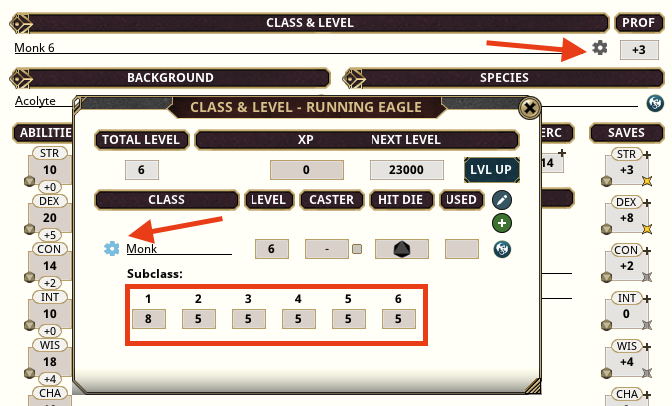 CLASS & LEVEL PROF
Monk 6 +3
BACKGROUND SPECIES
Acolyte
CLASS & LEVEL - RUNNING EAGLE
ABILITIE TOTAL LEVEL XP NEXT LEVEL ERC SAVES
STR 6 0 23000 LVL UP 14 STR
10 +3
+0
DEX CLASS LEVEL CASTER HIT DIE USED DEX
20 +8
+5
CON Monk 6 - CON
14 +2
+2
Subclass:
INT 1 2 3 4 5 6 INT
10 8 5 5 5 5 5 0
+0
WIS WIS
18 +4
+4
CHA CHA